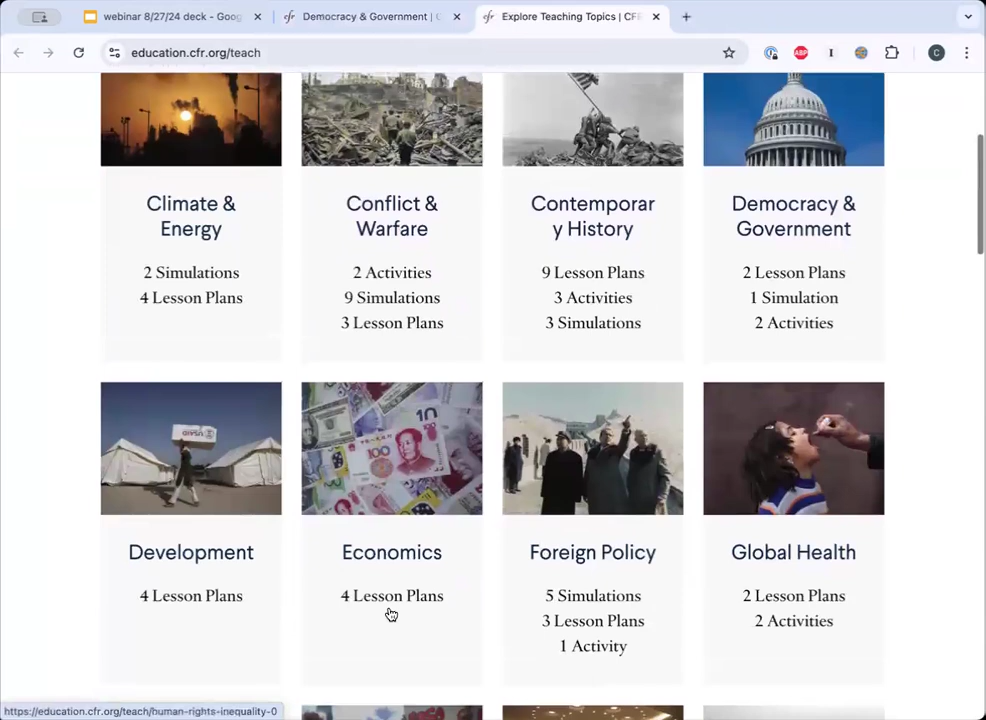 webinar 8/27/24 deck - Goog
Democracy & Government | C
Explore Teaching Topics | CFE
education.cfr.org/teach
ABP
C
Climate &
Energy
2 Simulations
4 Lesson Plans
Conflict &
Warfare
2 Activities
9 Simulations
3 Lesson Plans
Contemporar
y History
9 Lesson Plans
3 Activities
3 Simulations
Democracy &
Government
2 Lesson Plans
1 Simulation
2 Activities
Development
4 Lesson Plans
Economics
4 Lesson Plans
Foreign Policy
5 Simulations
3 Lesson Plans
1 Activity
Global Health
2 Lesson Plans
2 Activities
https://education.cfr.org/teach/human-rights-inequality-0